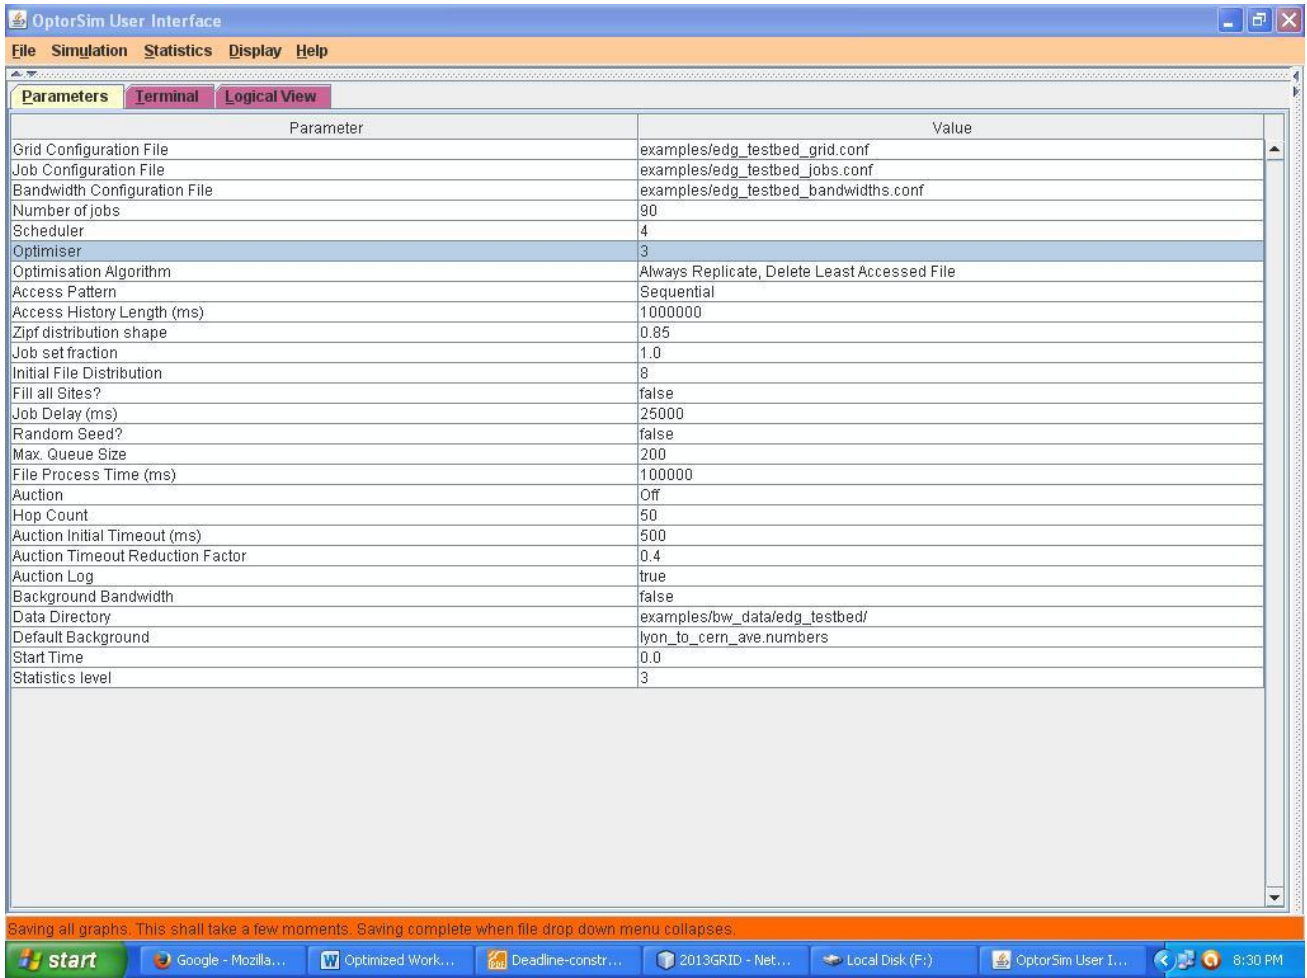 OptorSim User Interface
File Simulation Statistics Display Help
Parameters Terminal Logical View
Parameter Value
Grid Configuration File examples/edg_testbed_grid.conf
Job Configuration File examples/edg_testbed_jobs.conf
Bandwidth Configuration File examples/edg_testbed_bandwidths.conf
Number of jobs 90
Scheduler 4
Optimiser 3
Optimisation Algorithm Always Replicate, Delete Least Accessed File
Access Pattern Sequential
Access History Length (ms) 1000000
Zipf distribution shape 0.85
Job set fraction 1.0
Initial File Distribution 8
Fill all Sites? false
Job Delay (ms) 25000
Random Seed? false
Max. Queue Size 200
File Process Time (ms) 100000
Auction Off
Hop Count 50
Auction Initial Timeout (ms) 500
Auction Timeout Reduction Factor 0.4
Auction Log true
Background Bandwidth false
Data Directory examples/bw_data/edg_testbed/
Default Background lyon_to_cern_ave.numbers
Start Time 0.0
Statistics level 3
Saving all graphs. This shall take a few moments. Saving complete when file drop down menu collapses.
start Google - Mozilla... Optimized Work... Deadline-constr... 2013GRID - Net... Local Disk (F:) OptorSim User I... 8:30 PM